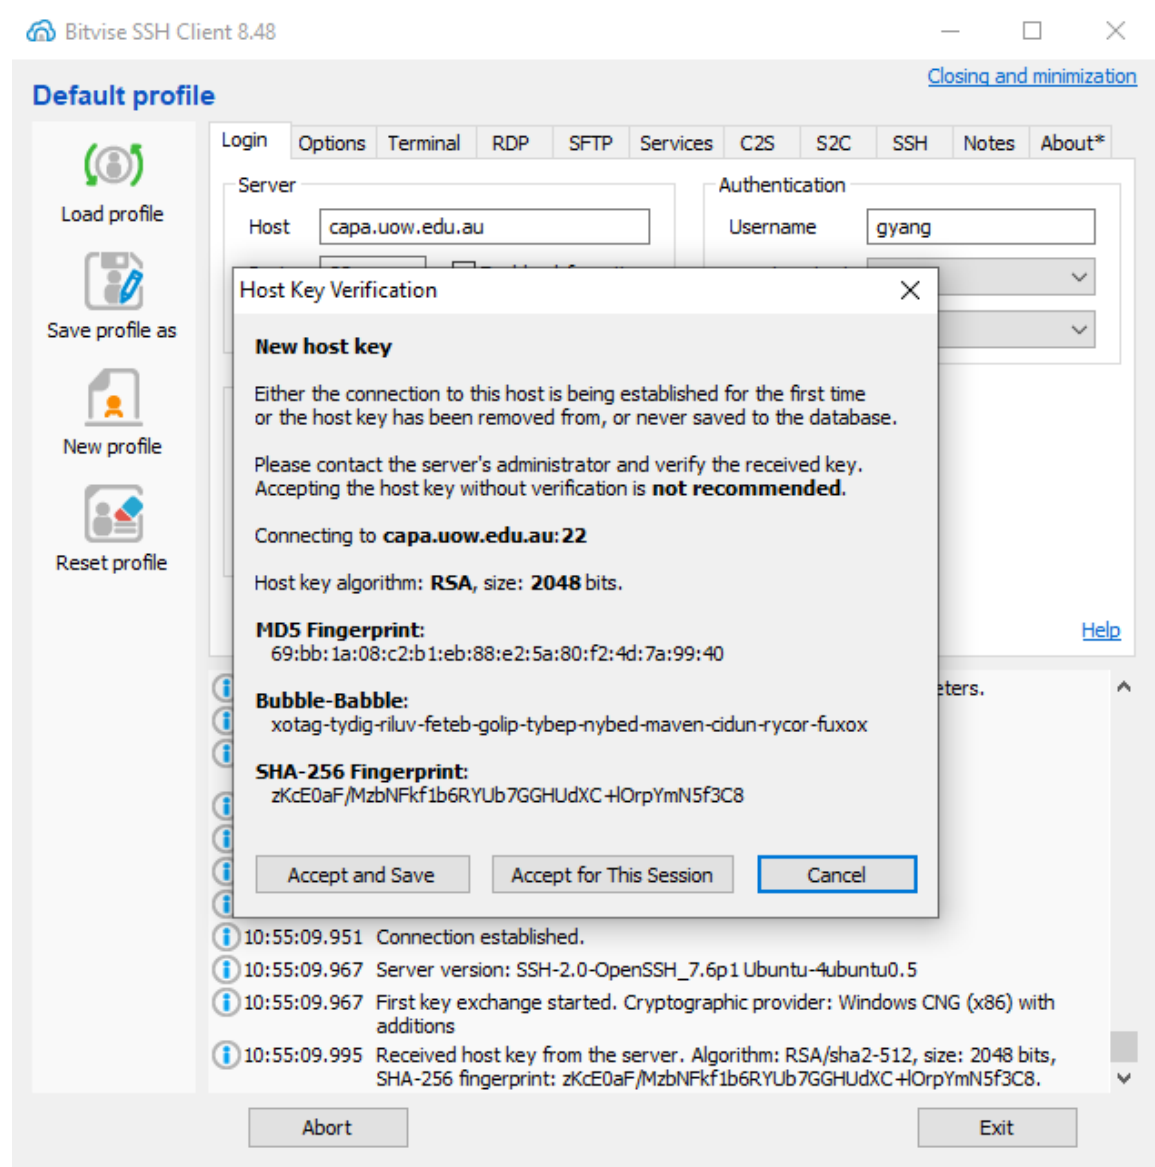 Bitvise SSH Client 8.48
Closing and minimization
Default profile
Load profile
Save profile as
New profile
Reset profile
Login Options Terminal RDP SFTP Services C2S S2C SSH Notes About*
Server
Host capa.uow.edu.au
Authentication
Username gyang
Host Key Verification
New host key
Either the connection to this host is being established for the first time
or the host key has been removed from, or never saved to the database.
Please contact the server's administrator and verify the received key.
Accepting the host key without verification is not recommended.
Connecting to capa.uow.edu.au:22
Host key algorithm: RSA, size: 2048 bits.
MD5 Fingerprint:
69:bb:1a:08:c2:b1:eb:88:e2:5a:80:f2:4d:7a:99:40
Bubble-Babble:
xotag-tydig-riluv-feteb-golip-tybep-nybed-maven-cidun-rycor-fuxox
SHA-256 Fingerprint:
zKcE0aF/MzbNFkf1b6RYUb7GGHUdXC+lOrpYmN5f3C8
Accept and Save Accept for This Session Cancel
Help
10:55:09.951 Connection established.
10:55:09.967 Server version: SSH-2.0-OpenSSH_7.6p1 Ubuntu-4ubuntu0.5
10:55:09.967 First key exchange started. Cryptographic provider: Windows CNG (x86) with
additions
10:55:09.995 Received host key from the server. Algorithm: RSA/sha2-512, size: 2048 bits,
SHA-256 fingerprint: zKcE0aF/MzbNFkf1b6RYUb7GGHUdXC+lOrpYmN5f3C8.
Abort Exit